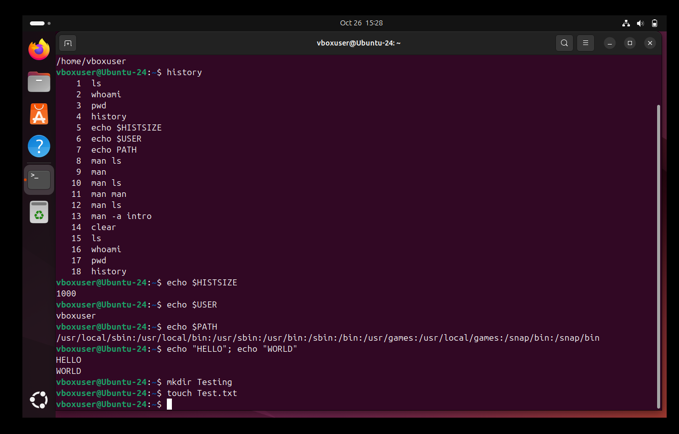 Oct 26 15:28
vboxuser@Ubuntu-24: ~
/home/vboxuser
vboxuser@Ubuntu-24:~$ history
1 ls
2 whoami
3 pwd
4 history
5 echo $HISTSIZE
6 echo $USER
7 echo PATH
8 man ls
9 man
10 man ls
11 man man
12 man ls
13 man -a intro
14 clear
15 ls
16 whoami
17 pwd
18 history
vboxuser@Ubuntu-24:~$ echo $HISTSIZE
1000
vboxuser@Ubuntu-24:~$ echo $USER
vboxuser
vboxuser@Ubuntu-24:~$ echo $PATH
/usr/local/sbin:/usr/local/bin:/usr/sbin:/usr/bin:/sbin:/bin:/usr/games:/usr/local/games:/snap/bin:/snap/bin
vboxuser@Ubuntu-24:~$ echo "HELLO"; echo "WORLD"
HELLO
WORLD
vboxuser@Ubuntu-24:~$ mkdir Testing
vboxuser@Ubuntu-24:~$ touch Test.txt
vboxuser@Ubuntu-24:~$